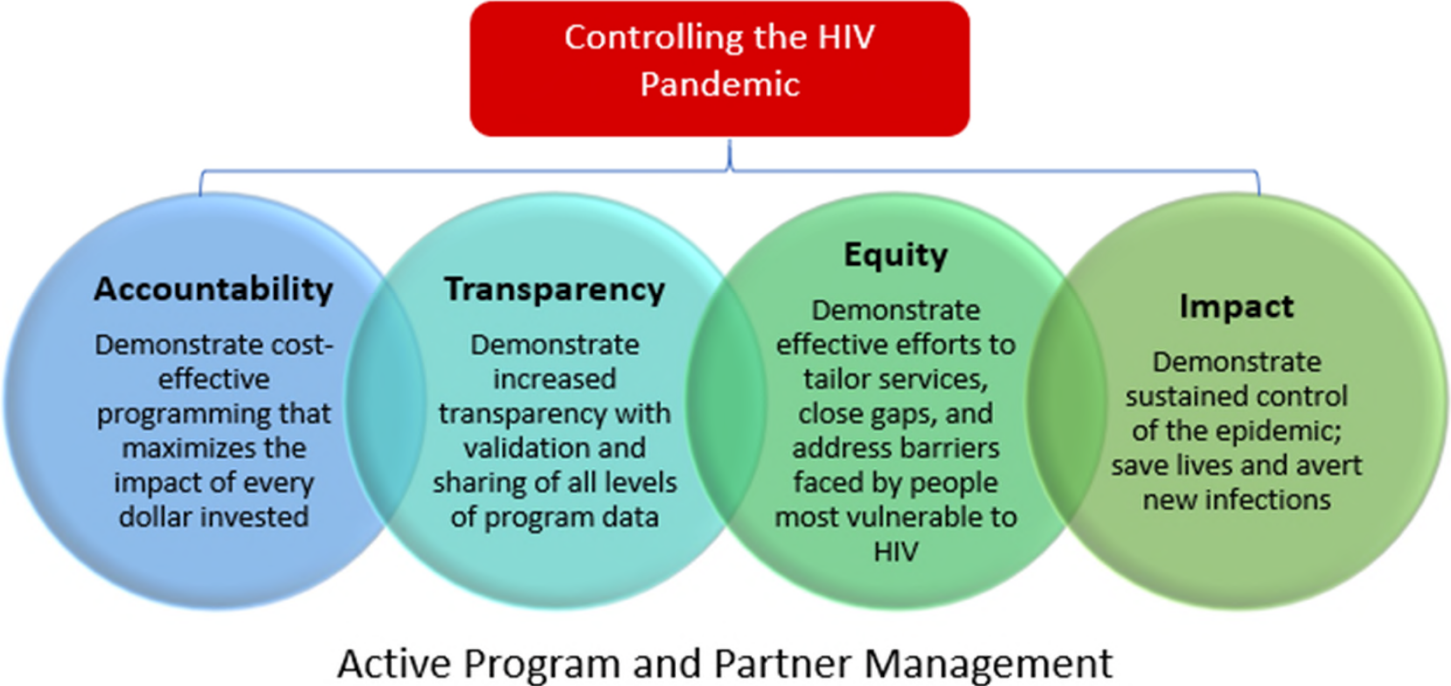 Controlling the HIV
Pandemic
Accountability
Demonstrate cost-
effective
programming that
maximizes the
impact of every
dollar invested
Transparency
Demonstrate
increased
transparency with
validation and
sharing of all levels
of program data
Equity
Demonstrate
effective efforts to
tailor services,
close gaps, and
address barriers
faced by people
most vulnerable to
HIV
Impact
Demonstrate
sustained control
of the epidemic;
save lives and avert
new infections
Active Program and Partner Management